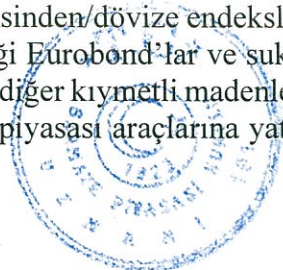 sinden/dövize endeksl
ği Eurobond’lar ve suk
diğer kıymetli madenle
piyasası araçlarına yat